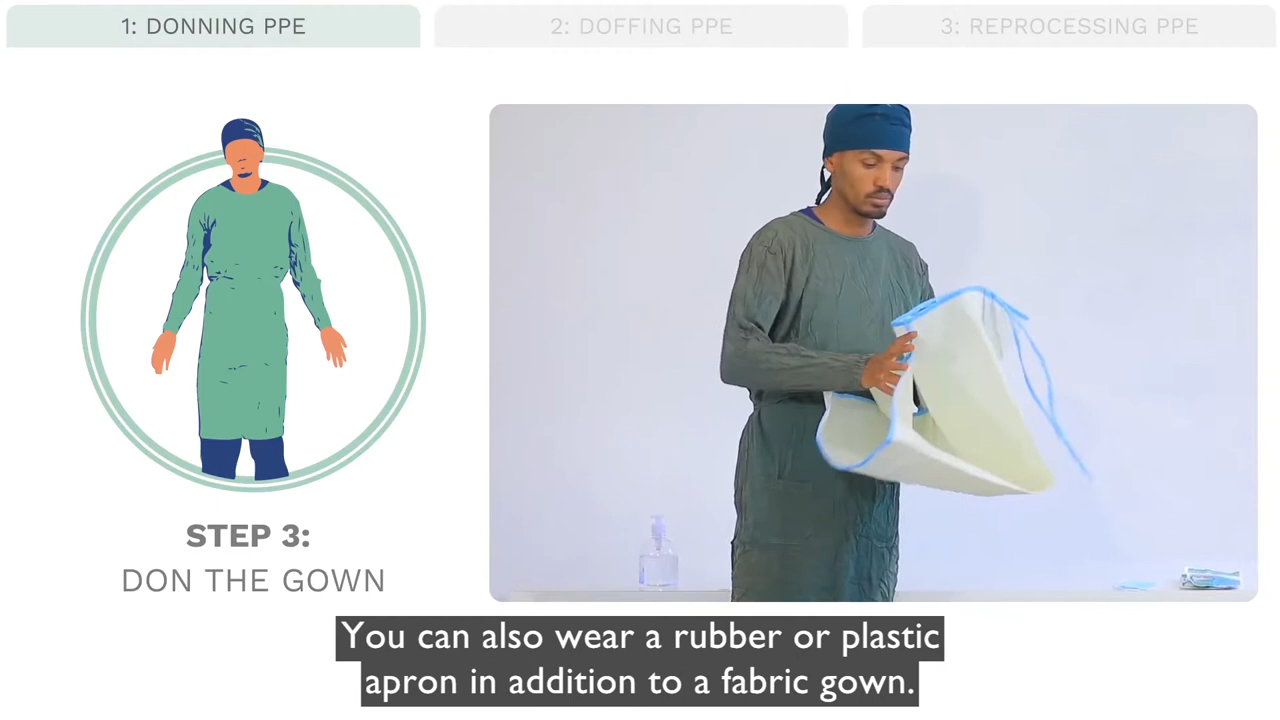 1: DONNING PPE
2: DOFFING PPE
3: REPROCESSING PPE
STEP 3:
DON THE GOWN
You can also wear a rubber or plastic
apron in addition to a fabric gown.